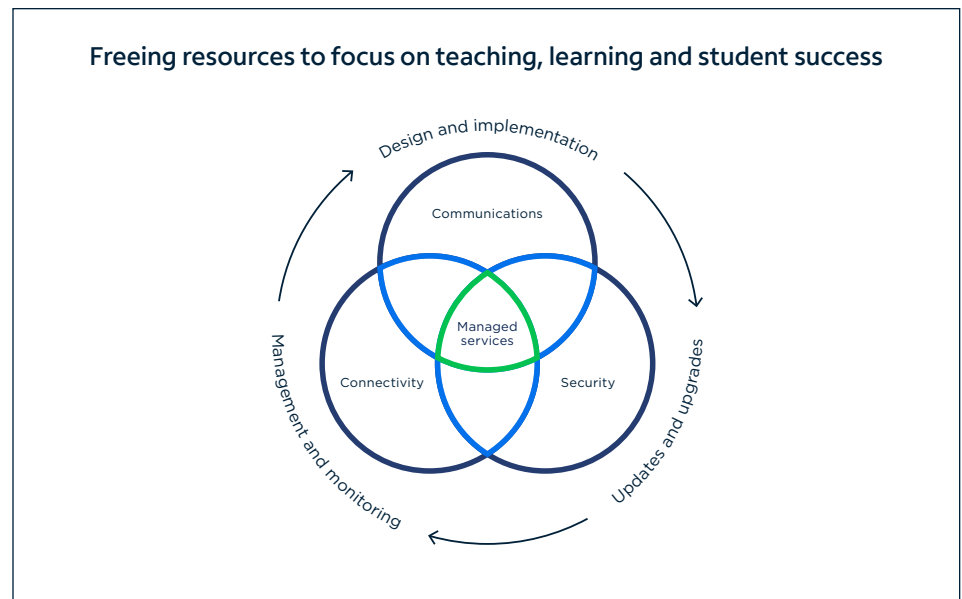 Freeing resources to focus on teaching, learning and student success
Design and implementation
Communications
Managed
services
Connectivity
Security
Management and monitoring
Updates and upgrades